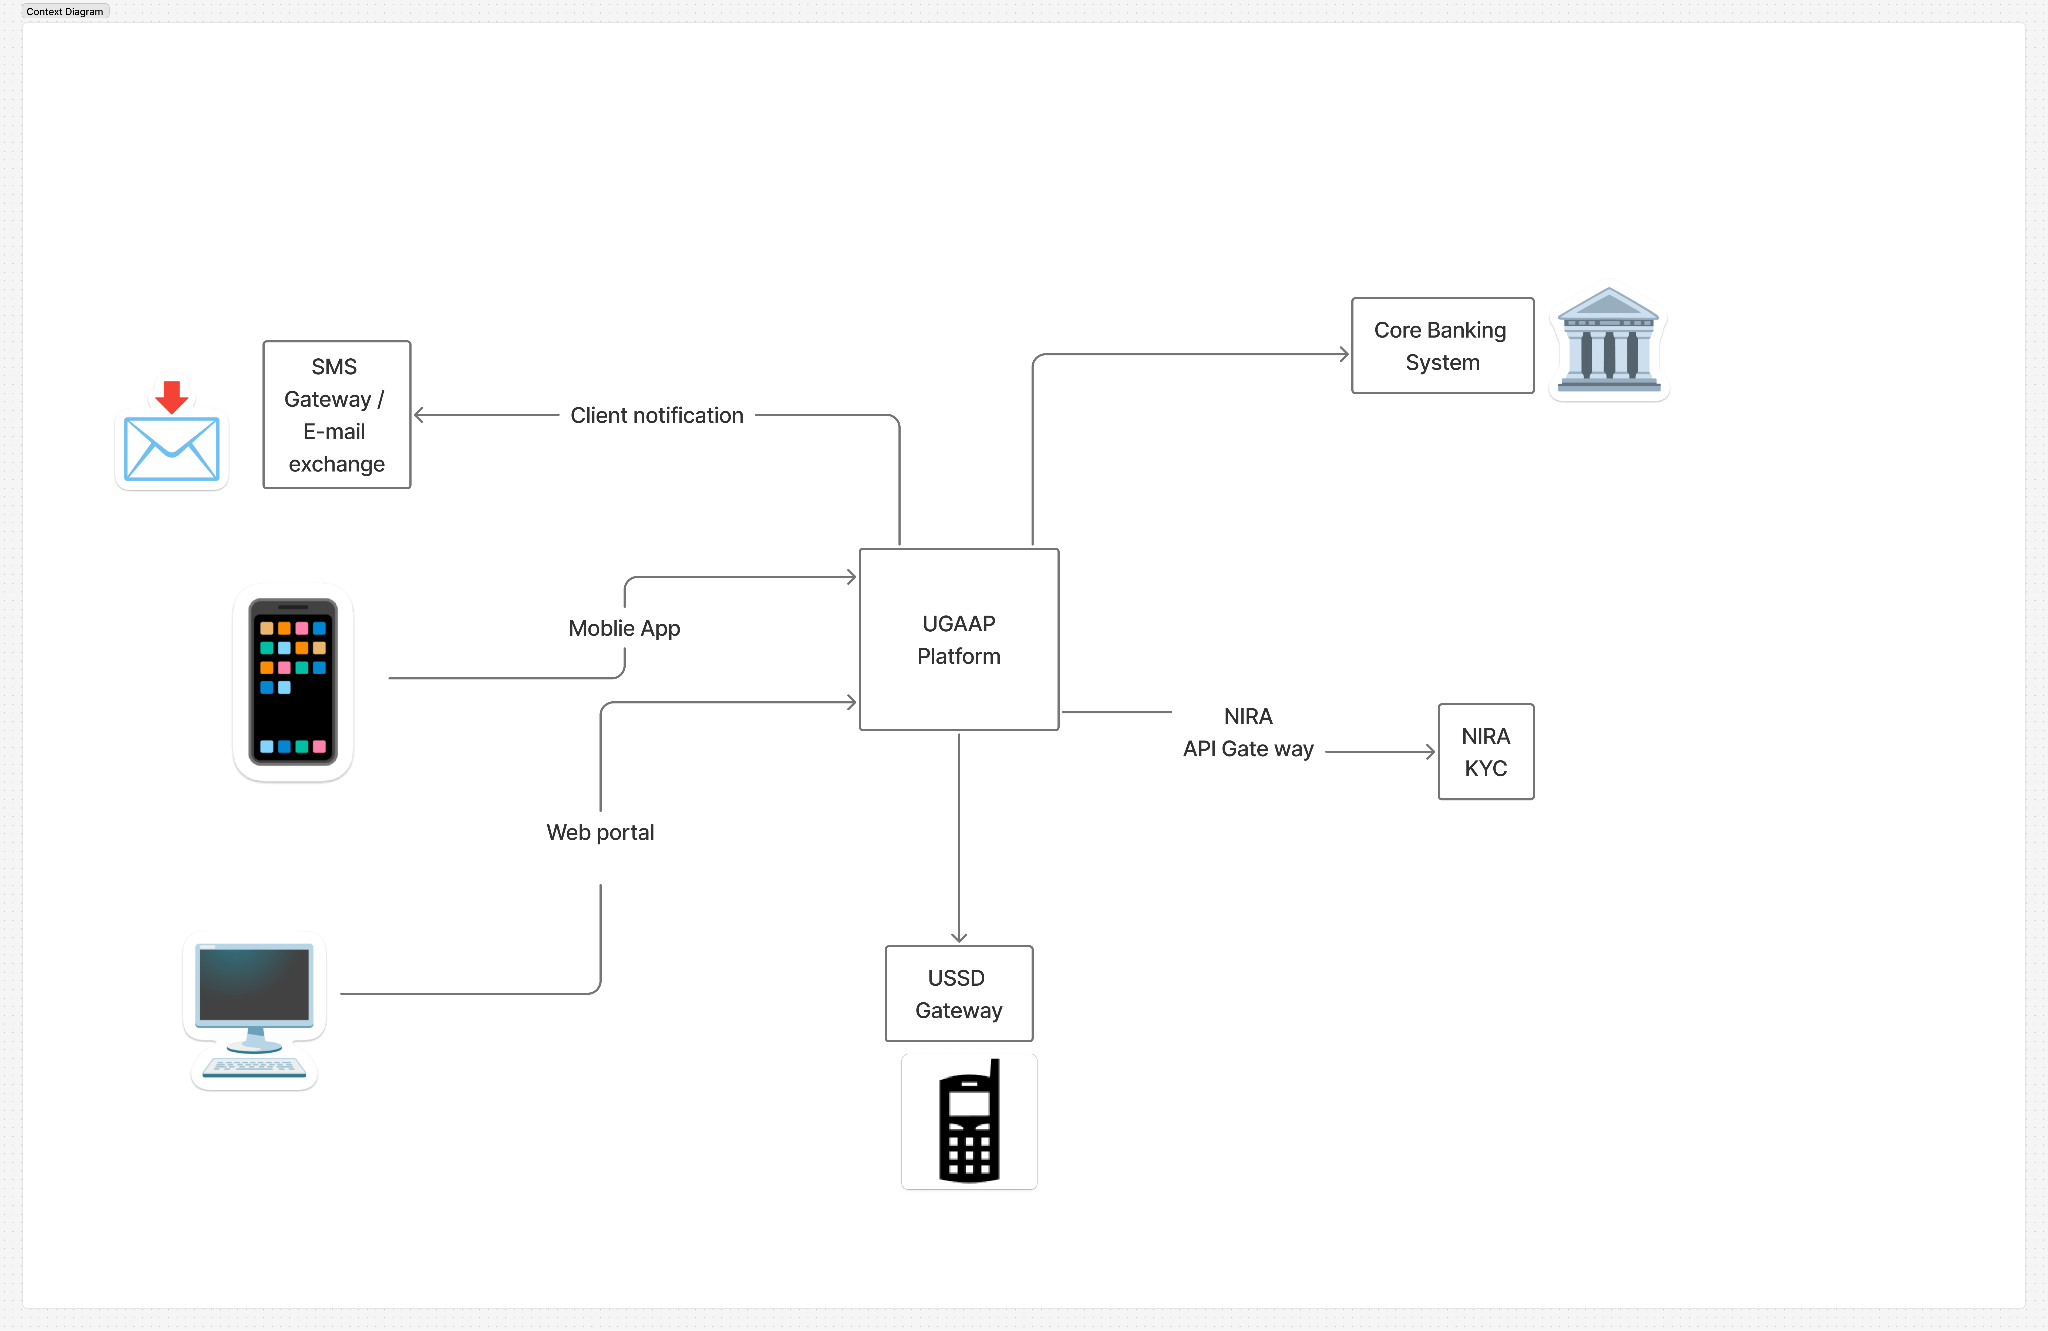 Context Diagram
Core Banking
System
SMS
Gateway /
E-mail
exchange
Client notification
Moblie App
UGAAP
Platform
NIRA
API Gate way
NIRA
KYC
Web portal
USSD
Gateway